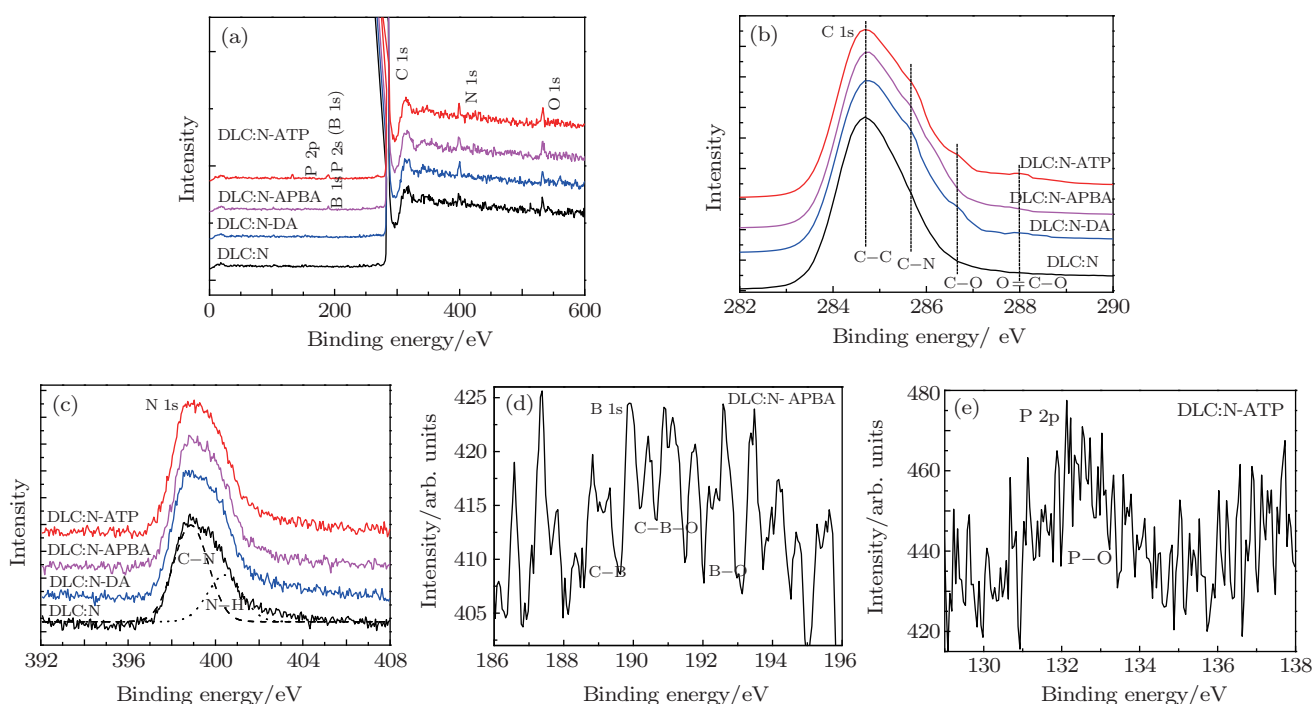 (a)
C 1s
N 1s
O 1s
P 2p
P 2s (B 1s)
B 1s
DLC:N-ATP
DLC:N-APBA
DLC:N-DA
DLC:N
Intensity
0 200 400 600
Binding energy/eV
(b)
C 1s
DLC:N-ATP
DLC:N-APBA
DLC:N-DA
DLC:N
C−C
C−N
C−O
O=C−O
Intensity
282 284 286 288 290
Binding energy/ eV
(c)
N 1s
DLC:N-ATP
DLC:N-APBA
C−N
DLC:N-DA
DLC:N
N−H
Intensity
392 396 400 404 408
Binding energy/eV
(d)
B 1s
DLC:N- APBA
C−B−O
C−B
B−O
425
420
415
410
405
Intensity/arb. units
186 188 190 192 194 196
Binding energy/eV
(e)
P 2p
DLC:N-ATP
P−O
480
460
440
420
Intensity/arb. units
130 132 134 136 138
Binding energy/eV